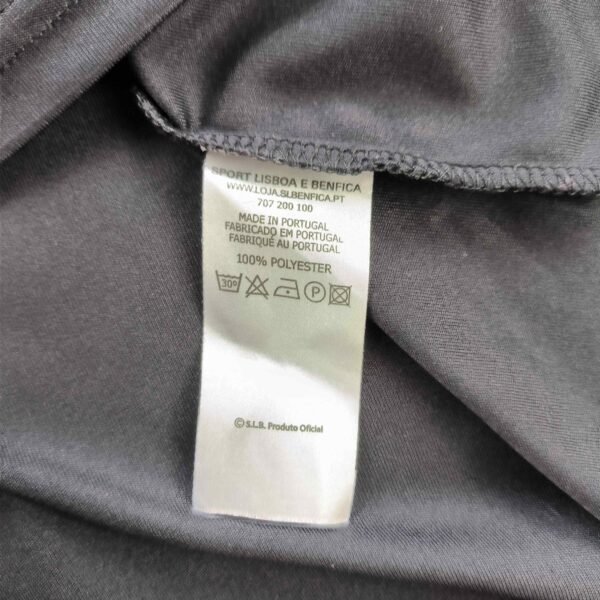 SPORT LISBOA E BENFICA
WWW.LOJA.SLBENFICA.PT
707 200 100
MADE IN PORTUGAL
FABRICADO EM PORTUGAL
FABRIQUÉ AU PORTUGAL
100% POLYESTER
30º P
© S.L.B. Produto Oficial